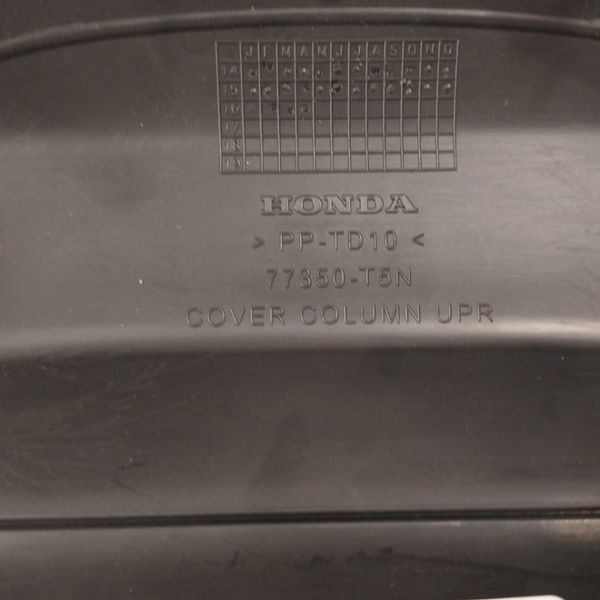 J F M A M J J A S O N D
14
15
16
17
18
19
HONDA
> PP-TD10 <
77350-T5N
COVER COLUMN UPR